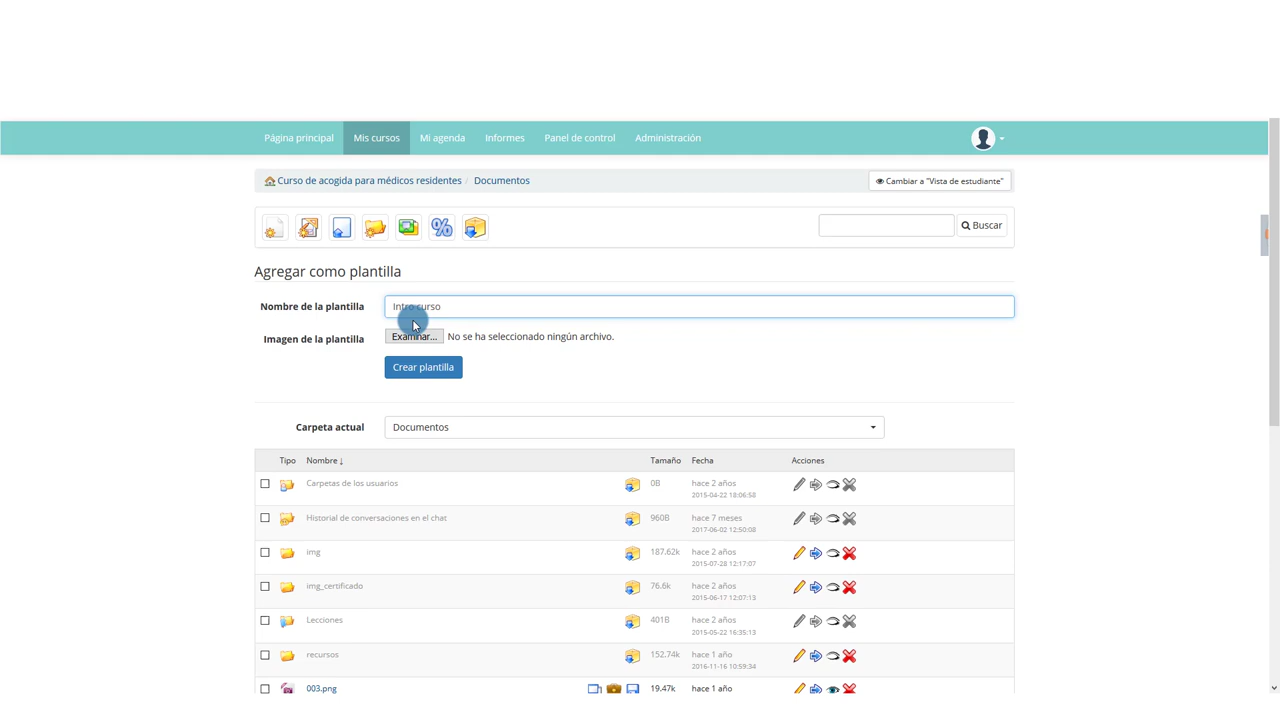 Página principal Mis cursos Mi agenda Informes Panel de control Administración
Curso de acogida para médicos residentes / Documentos Cambiar a "Vista de estudiante"
Buscar
Agregar como plantilla
Nombre de la plantilla Intro curso
Imagen de la plantilla Examinar... No se ha seleccionado ningún archivo.
Crear plantilla
Carpeta actual Documentos
Tipo Nombre ↓ Tamaño Fecha Acciones
Carpetas de los usuarios 0B hace 2 años
2015-04-22 18:06:58
Historial de conversaciones en el chat 960B hace 7 meses
2017-06-02 12:50:08
img 187.62k hace 2 años
2015-07-28 12:17:07
img_certificado 76.6k hace 2 años
2015-06-17 12:07:13
Lecciones 401B hace 2 años
2015-05-22 16:35:13
recursos 152.74k hace 1 año
2016-11-16 10:59:34
003.png 19.47k hace 1 año